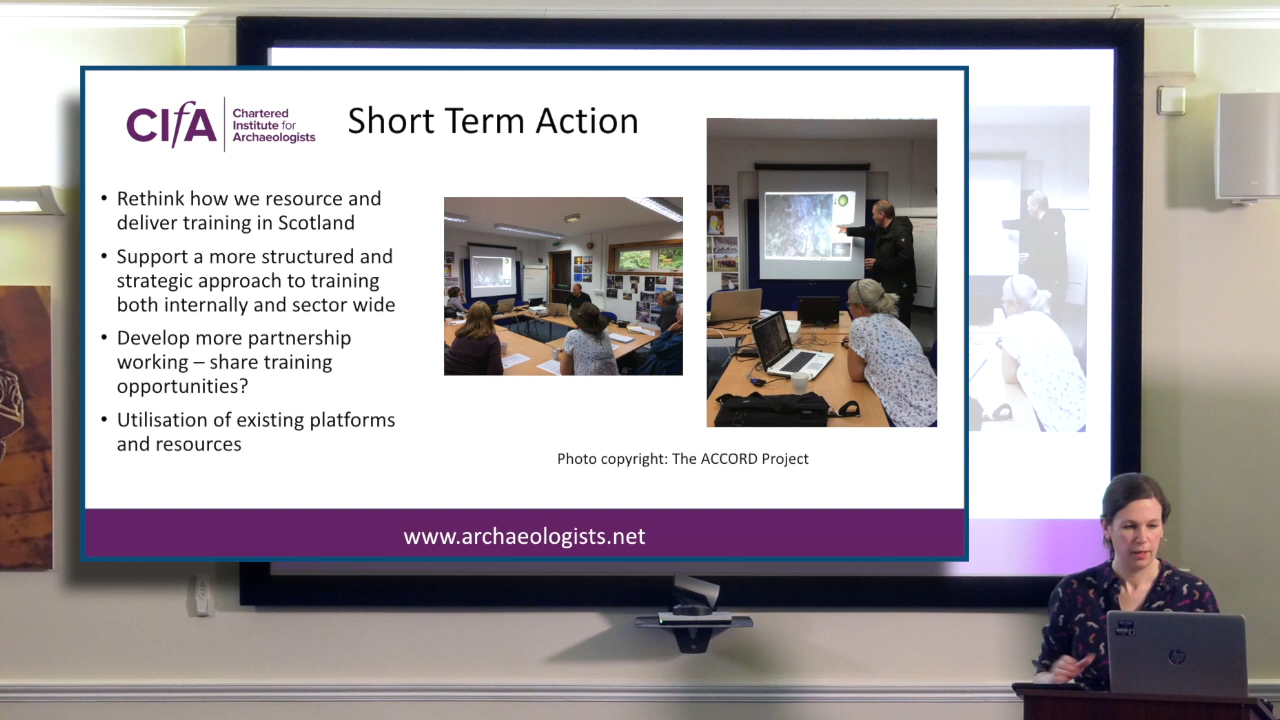 CIfA
Chartered
Institute for
Archaeologists
Short Term Action
• Rethink how we resource and
deliver training in Scotland
• Support a more structured and
strategic approach to training
both internally and sector wide
• Develop more partnership
working – share training
opportunities?
• Utilisation of existing platforms
and resources
Photo copyright: The ACCORD Project
www.archaeologists.net
hp